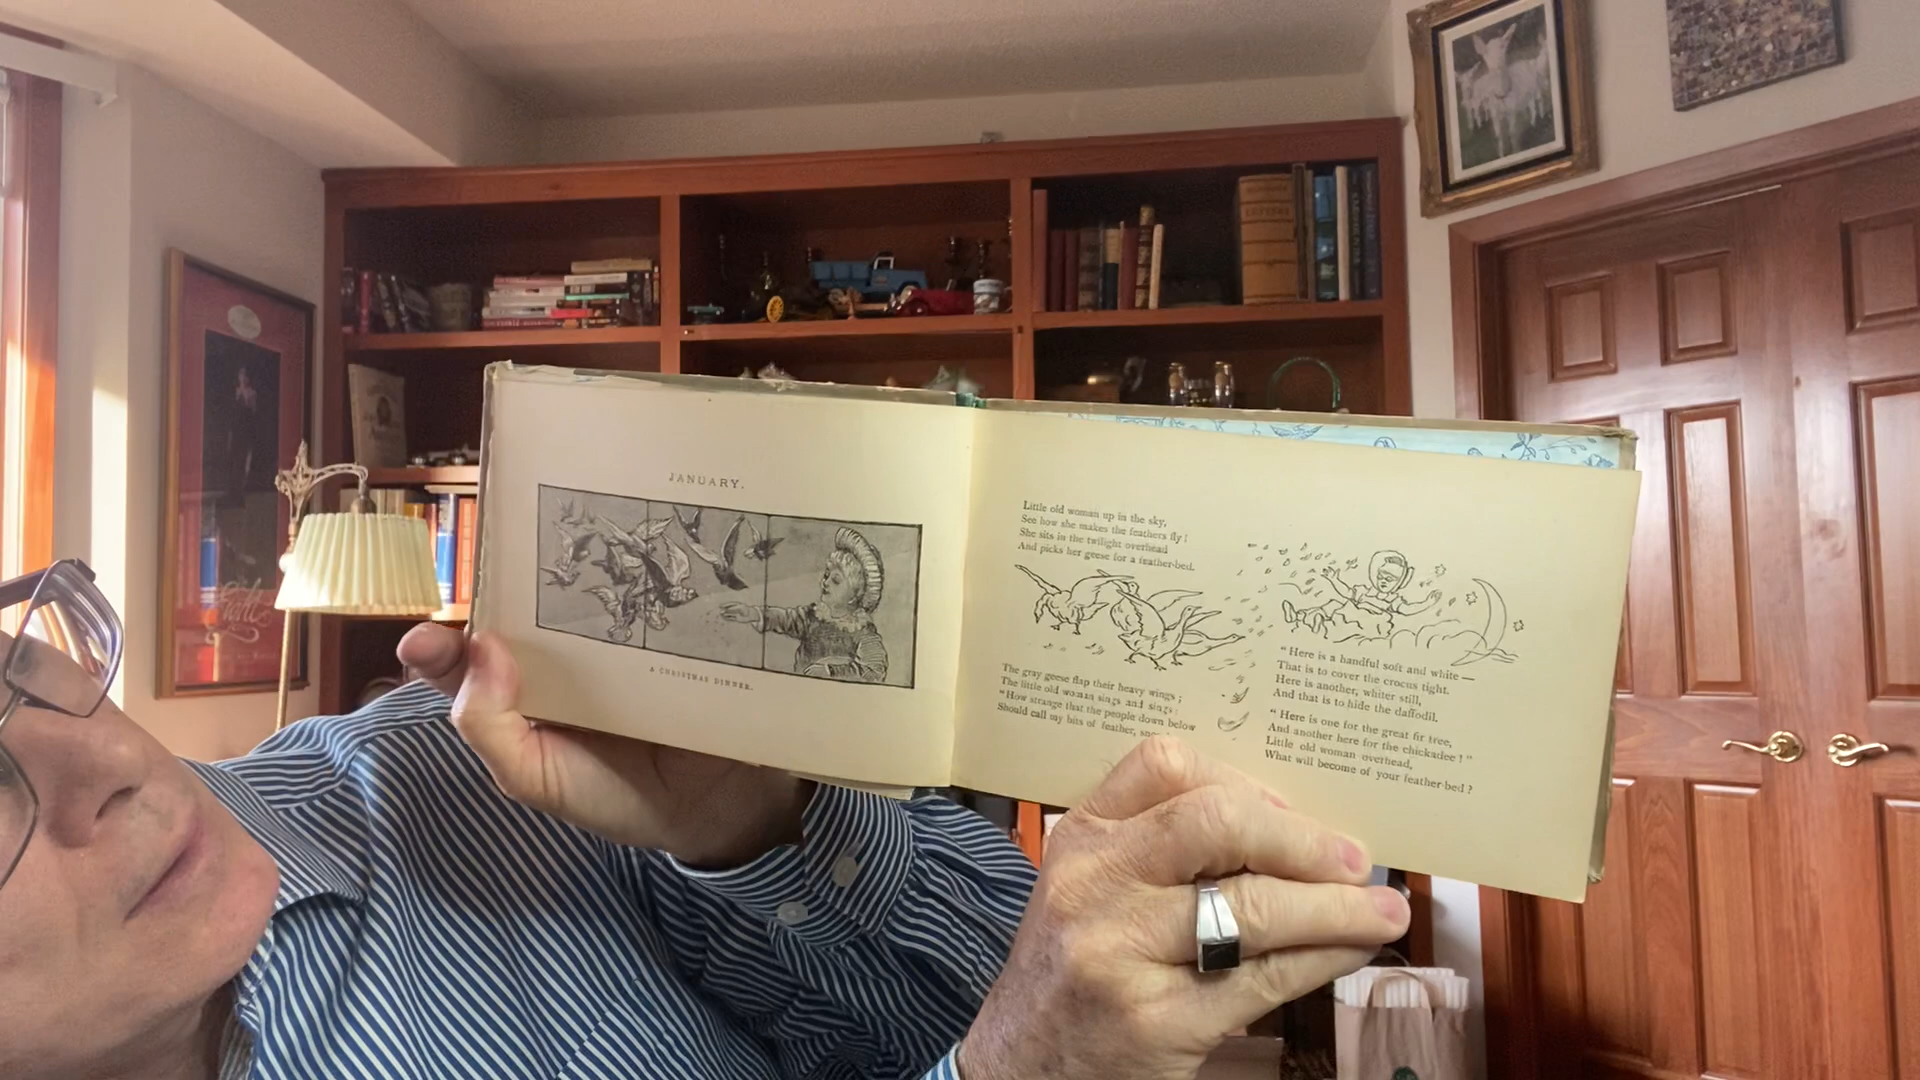 JANUARY.
A CHRISTMAS DINNER.
Little old woman up in the sky,
See how she makes the feathers fly!
She sits in the twilight overhead
And picks her geese for a feather-bed.
The gray geese flap their heavy wings;
The little old woman sings and sings:
"How strange that the people down below
Should call my bits of feather,
"Here is a handful soft and white—
That is to cover the crocus tight.
Here is another, whiter still,
And that is to hide the daffodil.
"Here is one for the great fir tree,
And another here for the chickadee!"
Little old woman overhead,
What will become of your feather-bed?
LETTERS